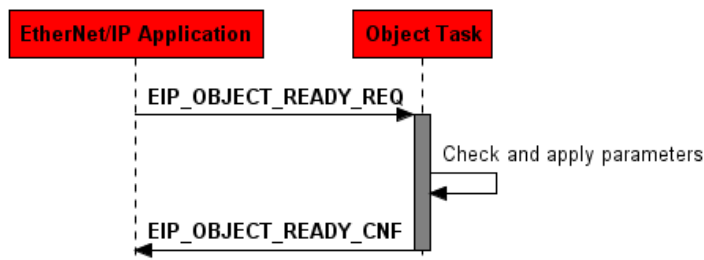 EtherNet/IP Application
Object Task
EIP_OBJECT_READY_REQ
Check and apply parameters
EIP_OBJECT_READY_CNF